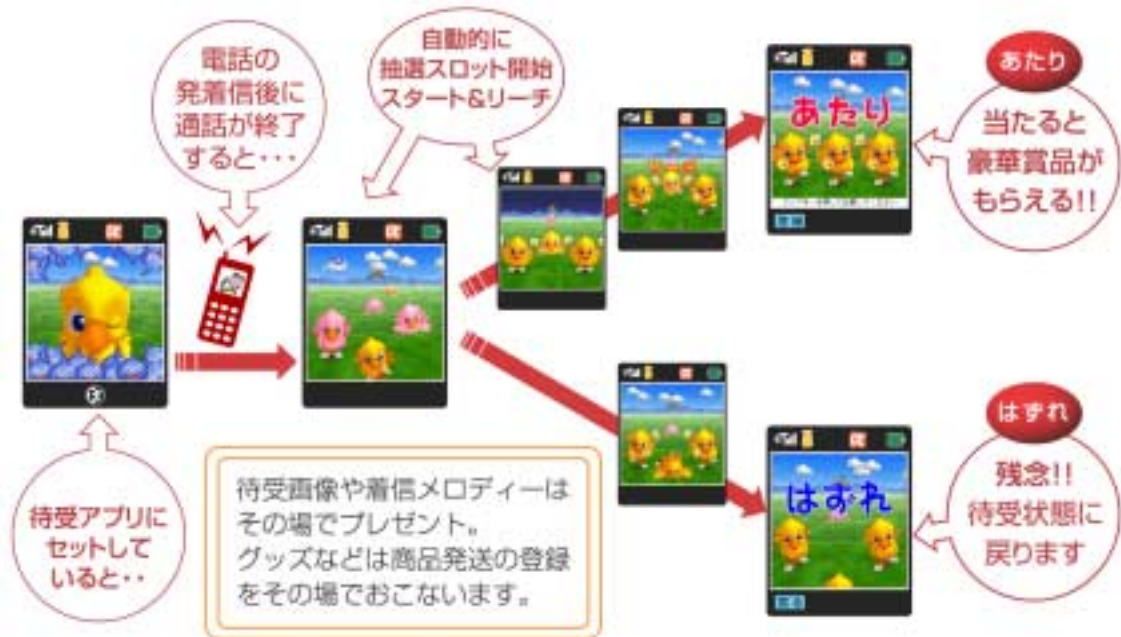 電話の
発着信後に
通話が終了
すると・・・
自動的に
抽選スロット開始
スタート&リーチ
あたり
あたり
当たると
豪華賞品が
もらえる!!
待受アプリに
セットして
いると・・
待受画像や着信メロディーは
その場でプレゼント。
グッズなどは商品発送の登録
をその場でおこないます。
はずれ
はずれ
残念!!
待受状態に
戻ります